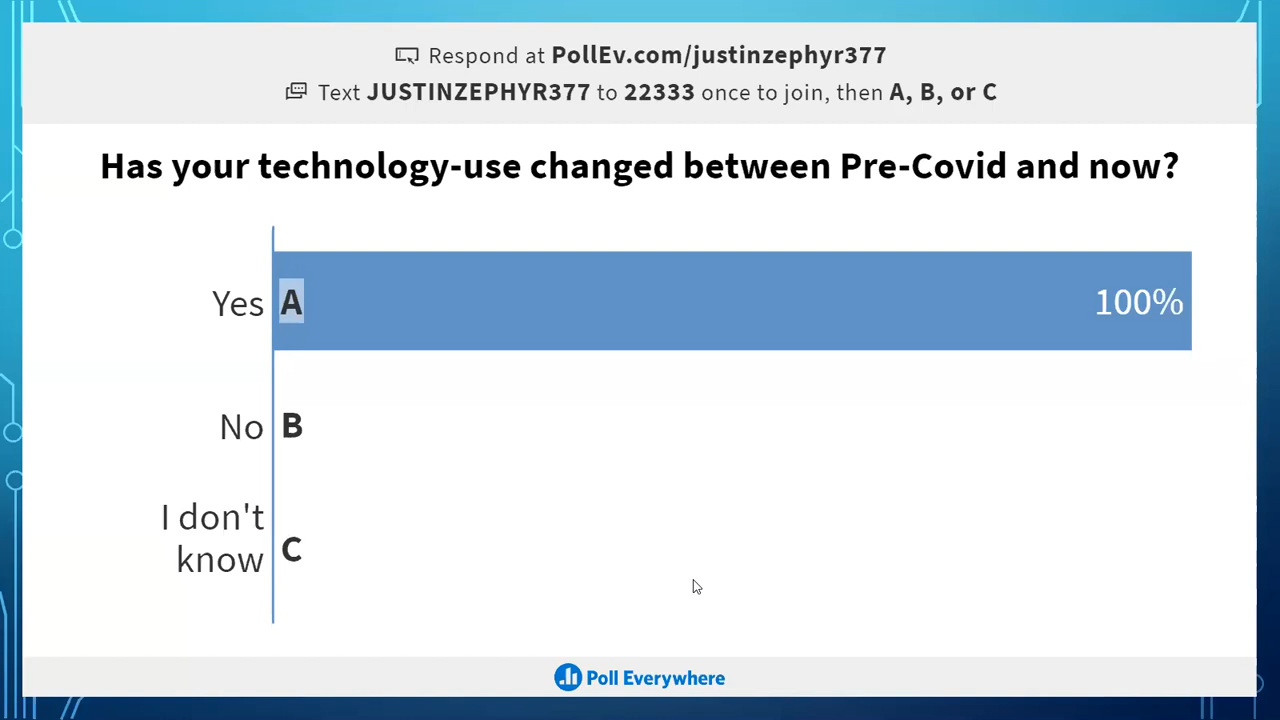 Respond at PollEv.com/justinzephyr377
Text JUSTINZEPHYR377 to 22333 once to join, then A, B, or C
Has your technology-use changed between Pre-Covid and now?
Yes A 100%
No B
I don't
know C
Poll Everywhere